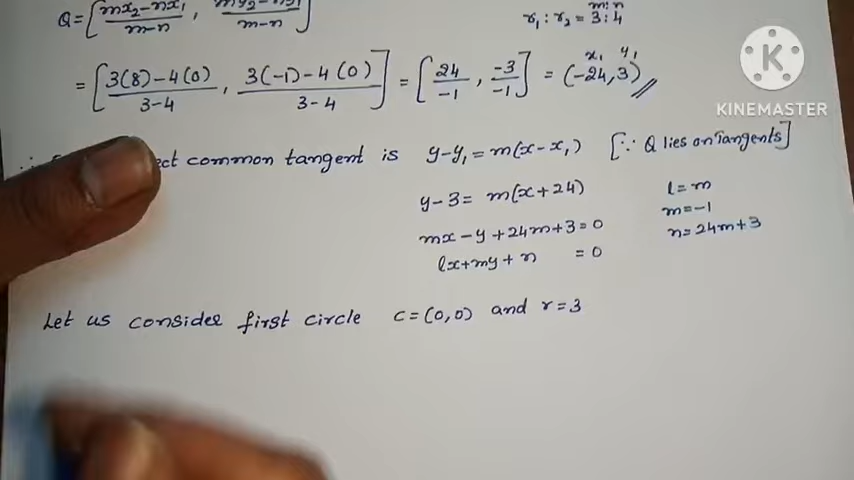 Q = [mx₂-nx₁/m-n, my₂-ny₁/m-n]
m:n
r₁ : r₂ = 3 : 4
= [3(8)-4(0)/3-4, 3(-1)-4(0)/3-4] = [24/-1, -3/-1] = (-24, 3)
x₁ y₁
KINEMASTER
∴ common tangent is y-y₁ = m(x-x₁) [∵ Q lies on Tangents]
y-3 = m(x+24) l = m
mx-y+24m+3=0 m=-1
lx+my+n =0 n=24m+3
Let us consider first circle c=(0,0) and r=3